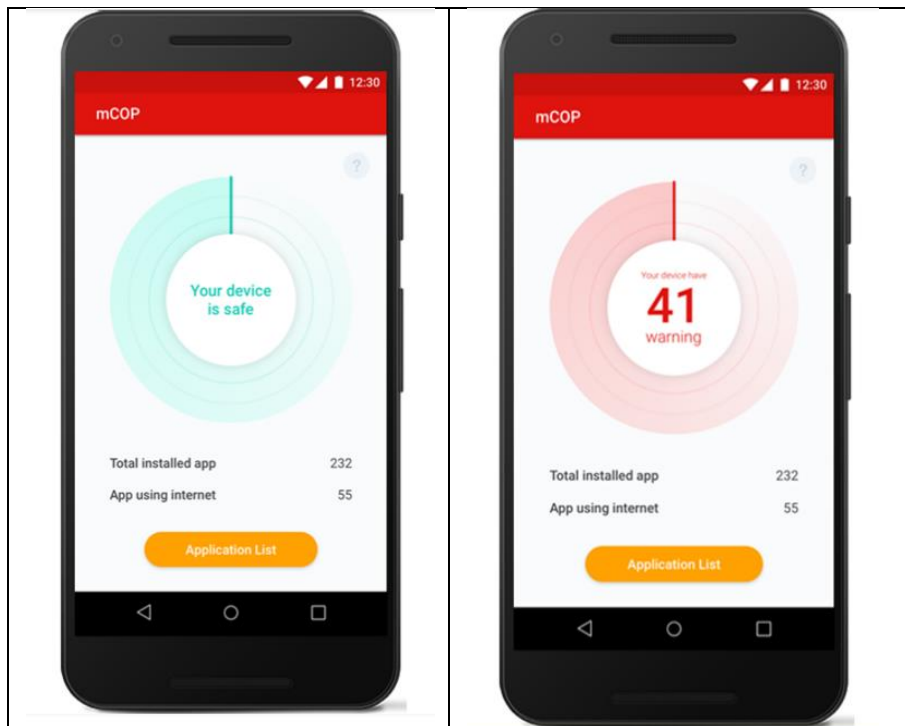 12:30
mCOP
?
Your device
is safe
Total installed app 232
App using internet 55
Application List
12:30
mCOP
?
Your device have
41
warning
Total installed app 232
App using internet 55
Application List